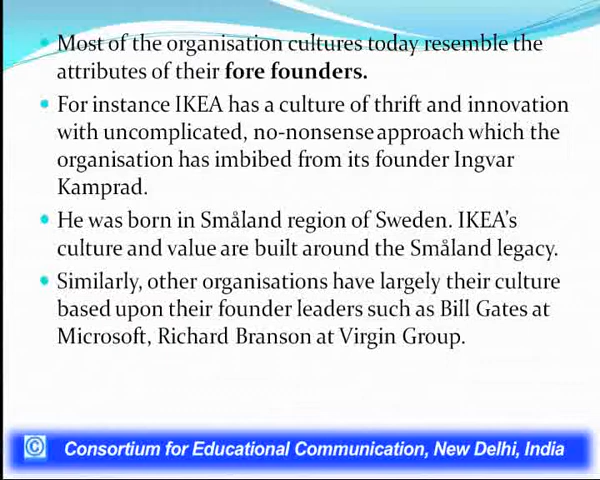 Most of the organisation cultures today resemble the
attributes of their fore founders.
For instance IKEA has a culture of thrift and innovation
with uncomplicated, no-nonsense approach which the
organisation has imbibed from its founder Ingvar
Kamprad.
He was born in Småland region of Sweden. IKEA's
culture and value are built around the Småland legacy.
Similarly, other organisations have largely their culture
based upon their founder leaders such as Bill Gates at
Microsoft, Richard Branson at Virgin Group.
© Consortium for Educational Communication, New Delhi, India